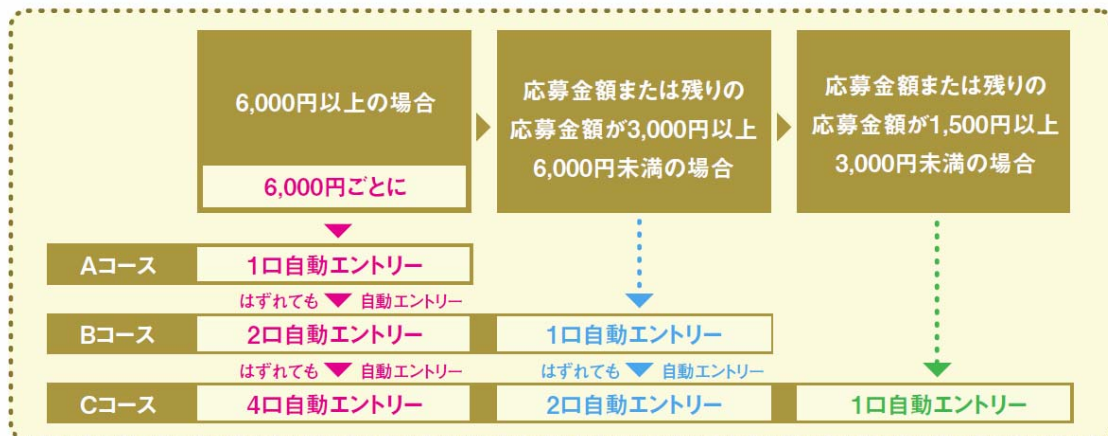 6,000円以上の場合
6,000円ごとに
応募金額または残りの
応募金額が3,000円以上
6,000円未満の場合
応募金額または残りの
応募金額が1,500円以上
3,000円未満の場合
Aコース 1口自動エントリー
はずれても 自動エントリー
Bコース 2口自動エントリー 1口自動エントリー
はずれても 自動エントリー はずれても 自動エントリー
Cコース 4口自動エントリー 2口自動エントリー 1口自動エントリー